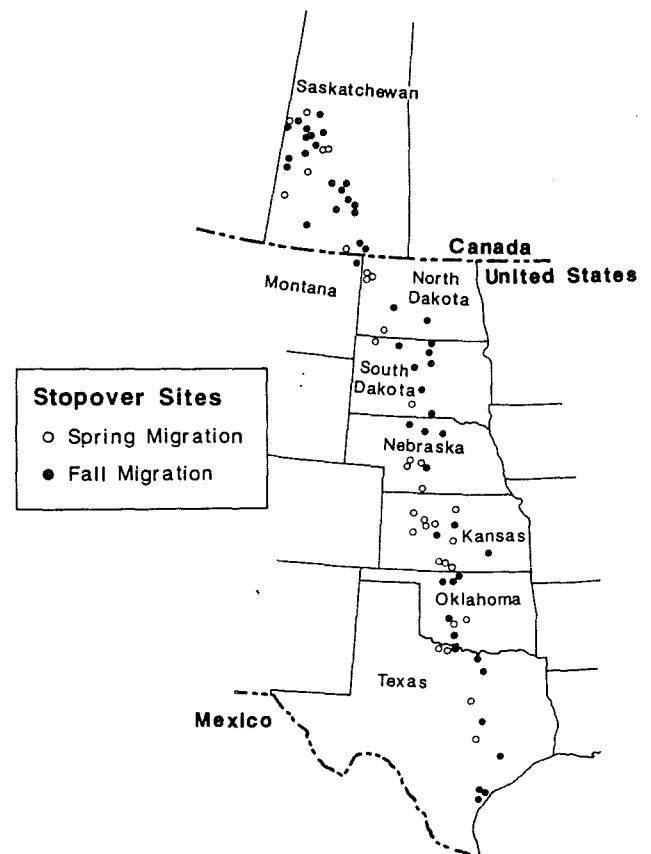 Saskatchewan
Canada
United States
Montana
North
Dakota
South
Dakota
Stopover Sites
Spring Migration
Fall Migration
Nebraska
Kansas
Oklahoma
Texas
Mexico